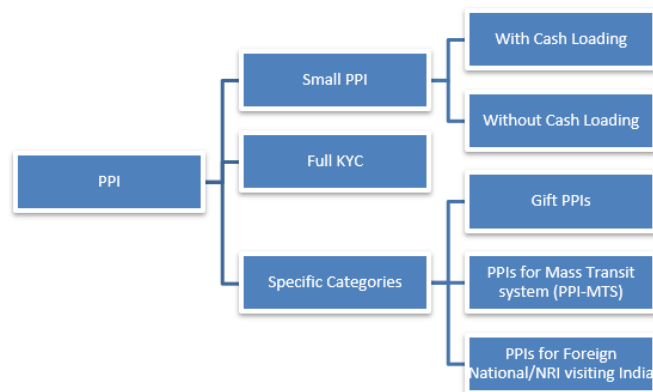 PPI
Small PPI
With Cash Loading
Without Cash Loading
Full KYC
Specific Categories
Gift PPIs
PPIs for Mass Transit
system (PPI-MTS)
PPIs for Foreign
National/NRI visiting India